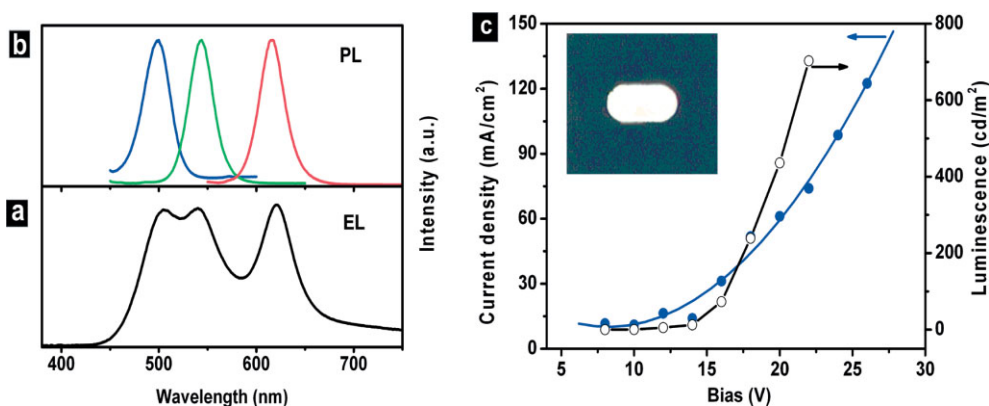 b
PL
a
EL
Intensity (a.u.)
400 500 600 700
Wavelength (nm)
c
150
120
90
60
30
0
Current density (mA/cm²)
800
600
400
200
0
Luminescence (cd/m²)
5 10 15 20 25 30
Bias (V)